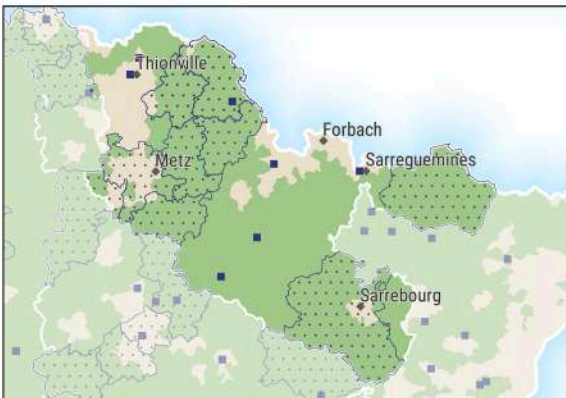 Thionville
Forbach
Metz
Sarreguemines
Sarrebourg